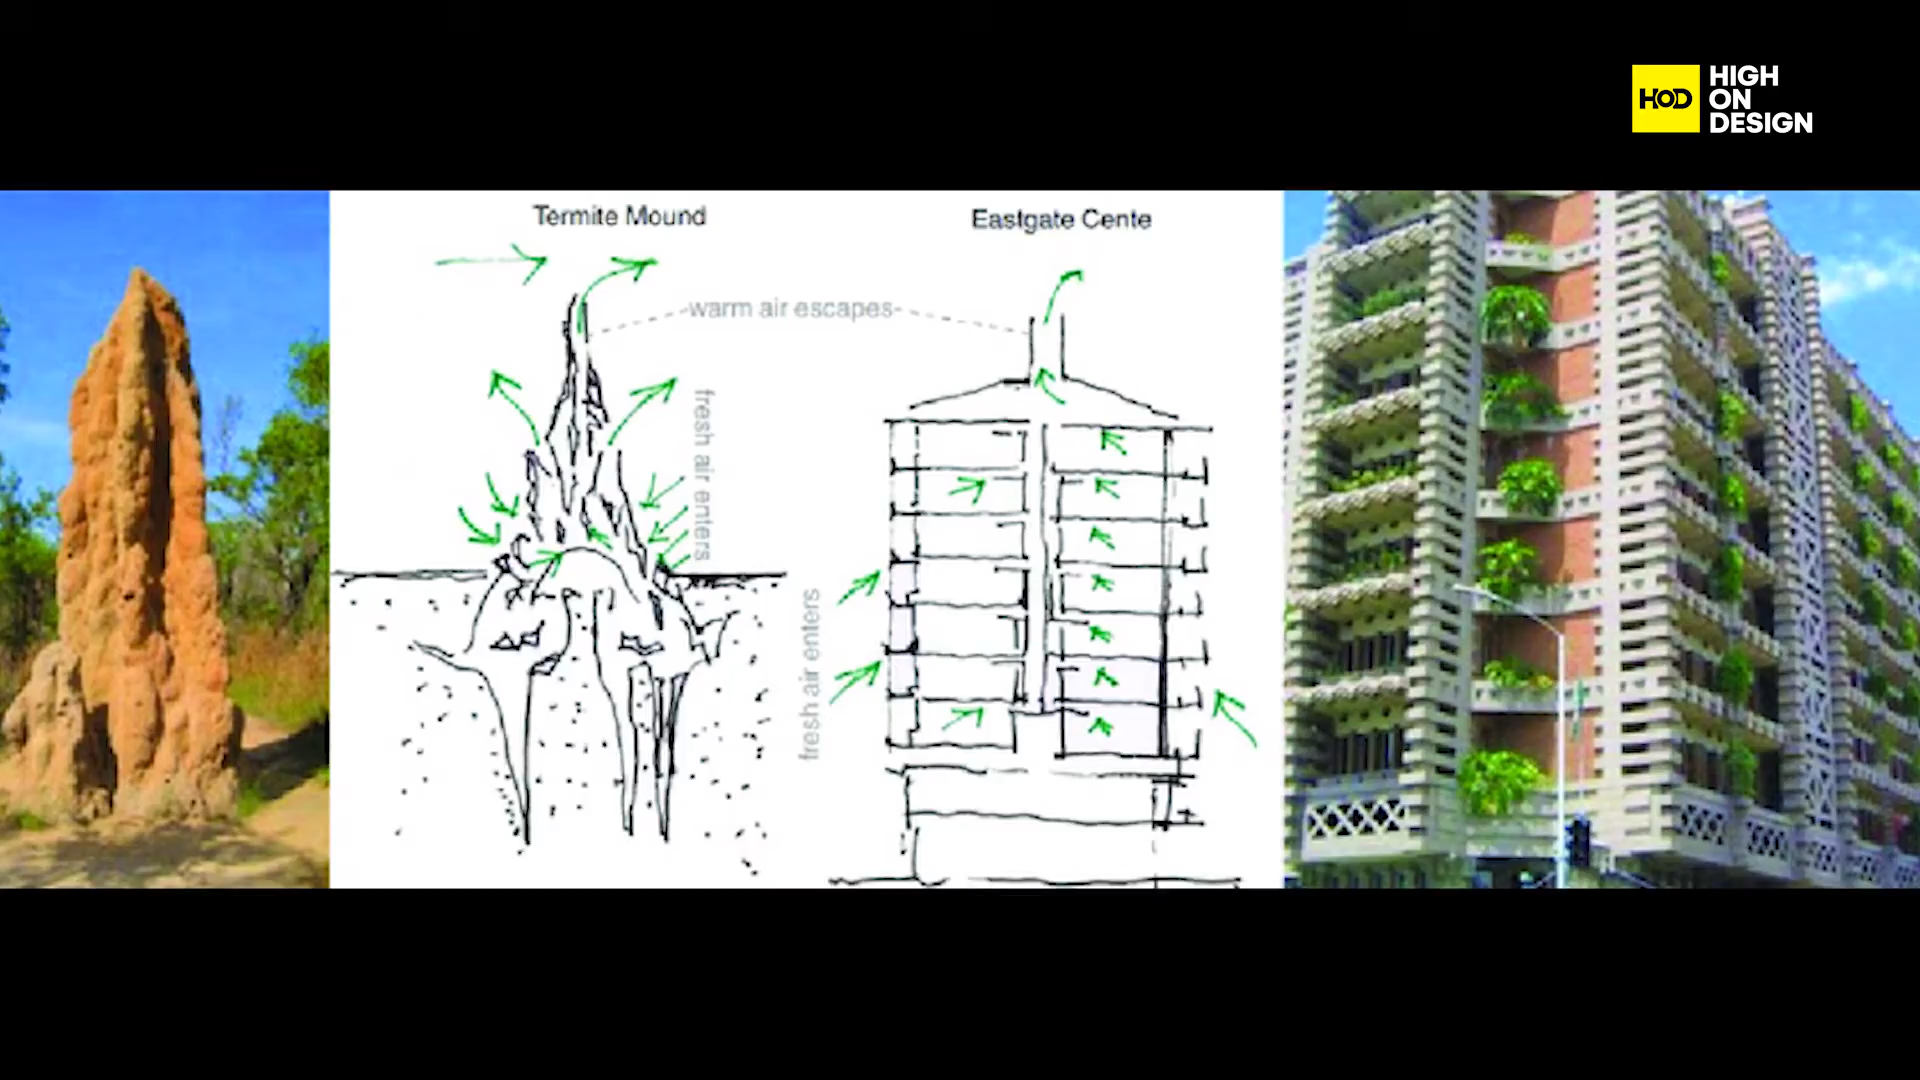 HOD
HIGH
ON
DESIGN
Termite Mound
Eastgate Cente
warm air escapes
fresh air enters
fresh air enters